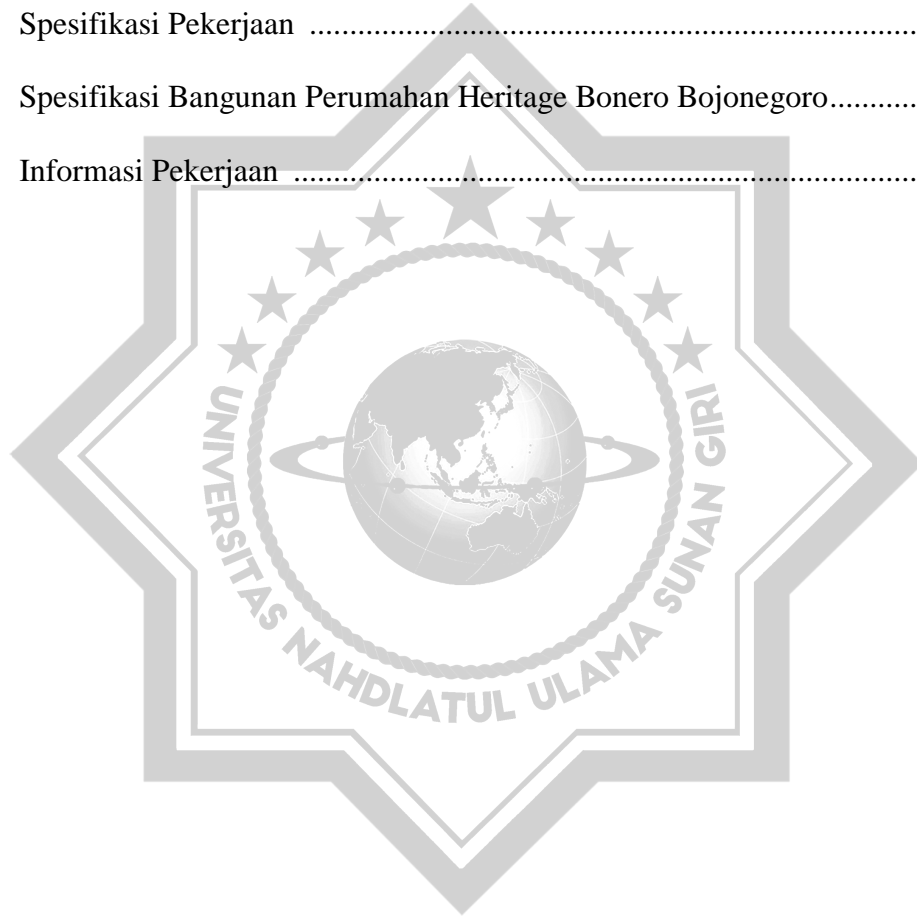 Spesifikasi Pekerjaan ............................................................................
Spesifikasi Bangunan Perumahan Heritage Bonero Bojonegoro...........
Informasi Pekerjaan ..............................................................................
UNIVERSITAS NAHDLATUL ULAMA SUNAN GIRI